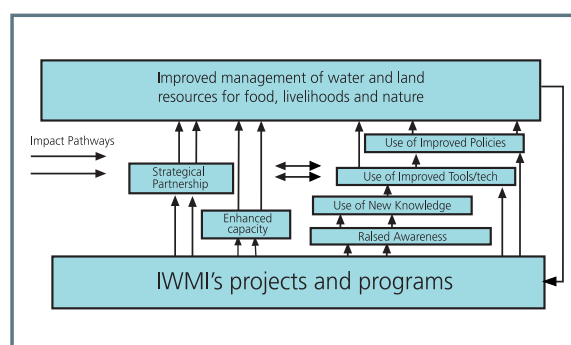 Improved management of water and land
resources for food, livelihoods and nature
Impact Pathways
Use of Improved Policies
Strategical
Partnership
Use of Improved Tools/tech
Use of New Knowledge
Enhanced
capacity
RaIsed Awareness
IWMI's projects and programs